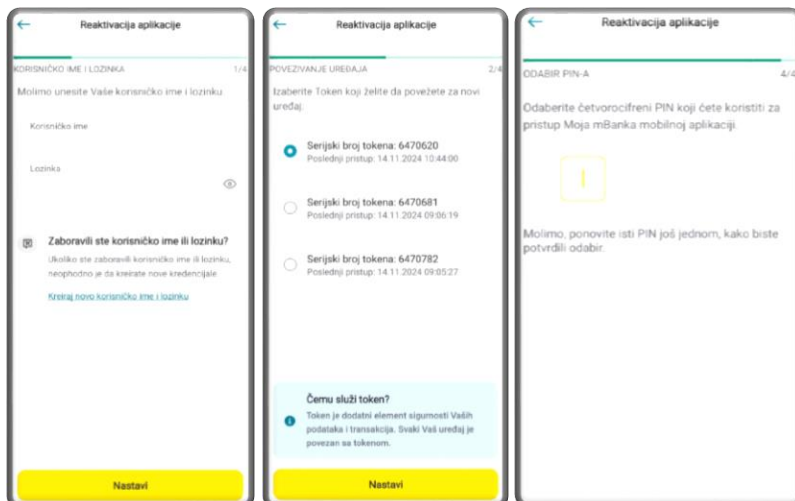 Reaktivacija aplikacije
KORISNIČKO IME I LOZINKA 1/4
Molimo unesite Vaše korisničko ime i lozinku
Korisničko ime
Lozinka
Zaboravili ste korisničko ime ili lozinku?
Ukoliko ste zaboravili korisničko ime ili lozinku,
neophodno je da kreirate nove kredencijale
Kreiraj novo korisničko ime i lozinku
Nastavi
Reaktivacija aplikacije
POVEZIVANJE UREĐAJA 2/4
Izaberite Token koji želite da povežete za novi
uređaj.
Serijski broj tokena: 6470620
Poslednji pristup: 14.11.2024 10:44:00
Serijski broj tokena: 6470681
Poslednji pristup: 14.11.2024 09:06:19
Serijski broj tokena: 6470782
Poslednji pristup: 14.11.2024 09:05:27
Čemu služi token?
Token je dodatni element sigurnosti Vaših
podataka i transakcija. Svaki Vaš uređaj je
povezan sa tokenom.
Nastavi
Reaktivacija aplikacije
ODABIR PIN-A 4/4
Odaberite četvorocifreni PIN koji ćete koristiti za
pristup Moja mBanka mobilnoj aplikaciji.
Molimo, ponovite isti PIN još jednom, kako biste
potvrdili odabir.